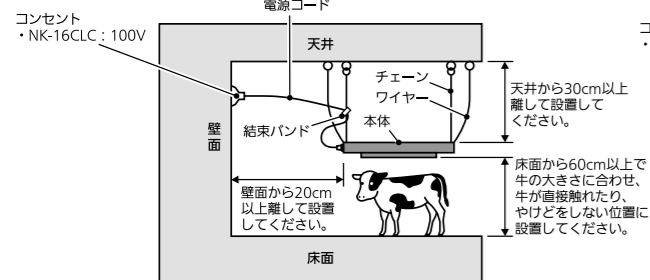 電源コード
コンセント
・NK-16CLC：100V
天井
チェーン
ワイヤー
本体
結束バンド
壁面
天井から30cm以上
離して設置して
ください。
壁面から20cm
以上離して設置
してください。
床面から60cm以上で
牛の大きさに合わせ、
牛が直接触れたり、
やけどをしない位置に
設置してください。
床面